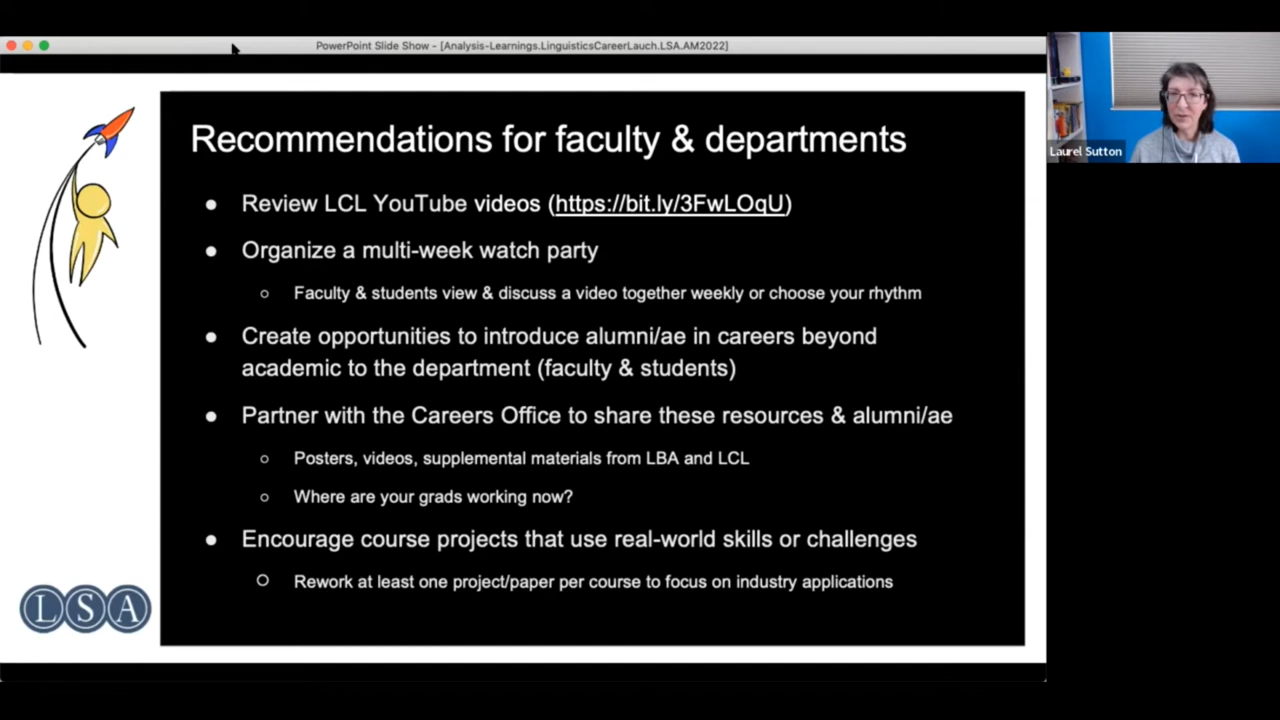 PowerPoint Slide Show - [Analysis-Learnings.LinguisticsCareerLauch.LSA.AM2022]
Recommendations for faculty & departments
● Review LCL YouTube videos (https://bit.ly/3FwLOqU)
● Organize a multi-week watch party
○ Faculty & students view & discuss a video together weekly or choose your rhythm
● Create opportunities to introduce alumni/ae in careers beyond
academic to the department (faculty & students)
● Partner with the Careers Office to share these resources & alumni/ae
○ Posters, videos, supplemental materials from LBA and LCL
○ Where are your grads working now?
● Encourage course projects that use real-world skills or challenges
○ Rework at least one project/paper per course to focus on industry applications
LSA
Laurel Sutton